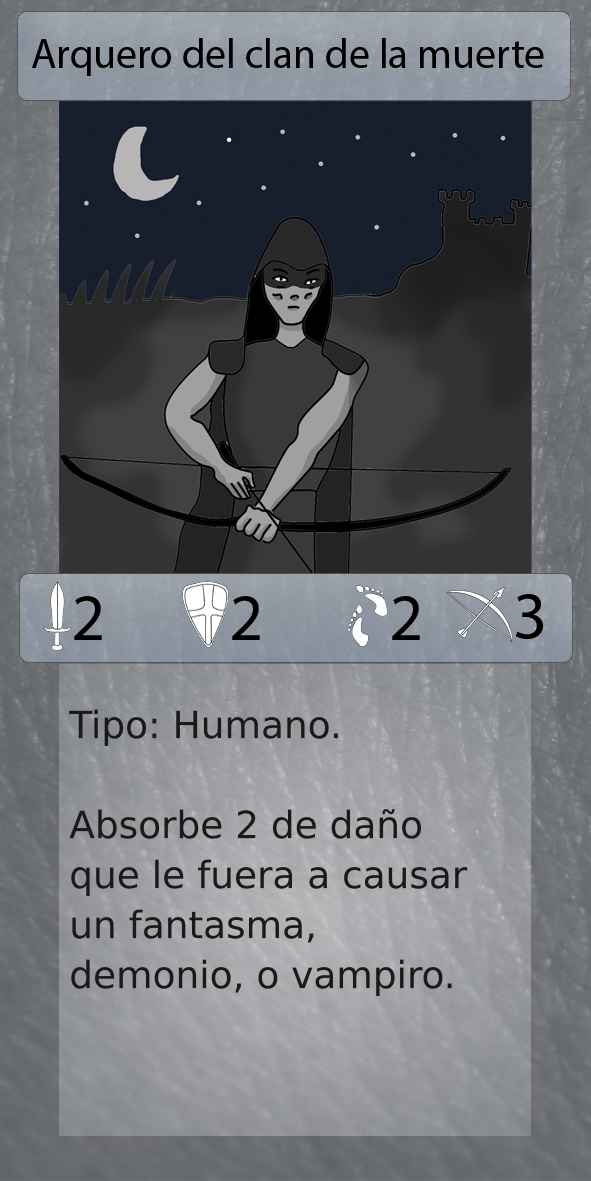 Arquero del clan de la muerte
2 2 2 3
Tipo: Humano.
Absorbe 2 de daño
que le fuera a causar
un fantasma,
demonio, o vampiro.